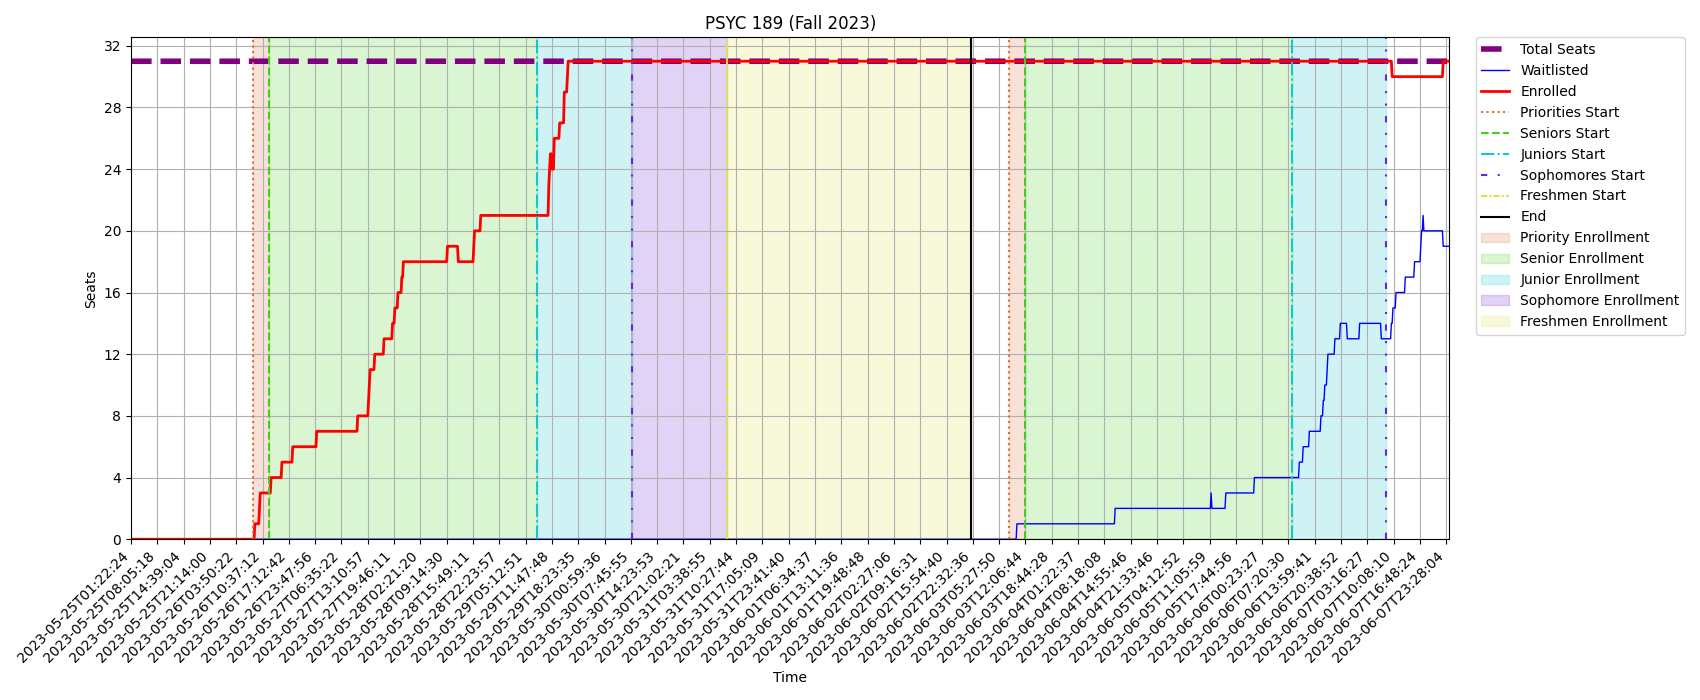 PSYC 189 (Fall 2023)
32
28
24
20
16
12
8
4
0
Seats
2023-05-25T01:22:24
2023-05-25T08:05:18
2023-05-25T14:39:04
2023-05-25T21:14:00
2023-05-26T03:50:22
2023-05-26T10:37:12
2023-05-26T17:12:42
2023-05-26T23:47:56
2023-05-27T06:35:22
2023-05-27T13:10:57
2023-05-27T19:46:11
2023-05-28T02:21:20
2023-05-28T09:14:30
2023-05-28T15:49:11
2023-05-28T22:23:57
2023-05-29T05:12:51
2023-05-29T11:47:48
2023-05-29T18:23:35
2023-05-30T00:59:36
2023-05-30T07:45:55
2023-05-30T14:23:53
2023-05-30T21:02:21
2023-05-31T03:38:55
2023-05-31T10:27:44
2023-05-31T17:05:09
2023-05-31T23:41:40
2023-06-01T06:34:37
2023-06-01T13:11:36
2023-06-01T19:48:48
2023-06-02T02:27:06
2023-06-02T09:16:31
2023-06-02T15:54:40
2023-06-02T22:32:36
2023-06-03T05:27:50
2023-06-03T12:06:44
2023-06-03T18:44:28
2023-06-04T01:22:37
2023-06-04T08:18:08
2023-06-04T14:55:46
2023-06-04T21:33:46
2023-06-05T04:12:52
2023-06-05T11:05:59
2023-06-05T17:44:56
2023-06-06T00:23:27
2023-06-06T07:20:30
2023-06-06T13:59:41
2023-06-06T20:38:52
2023-06-07T03:16:27
2023-06-07T10:08:10
2023-06-07T16:48:24
2023-06-07T23:28:04
Time
Total Seats
Waitlisted
Enrolled
Priorities Start
Seniors Start
Juniors Start
Sophomores Start
Freshmen Start
End
Priority Enrollment
Senior Enrollment
Junior Enrollment
Sophomore Enrollment
Freshmen Enrollment